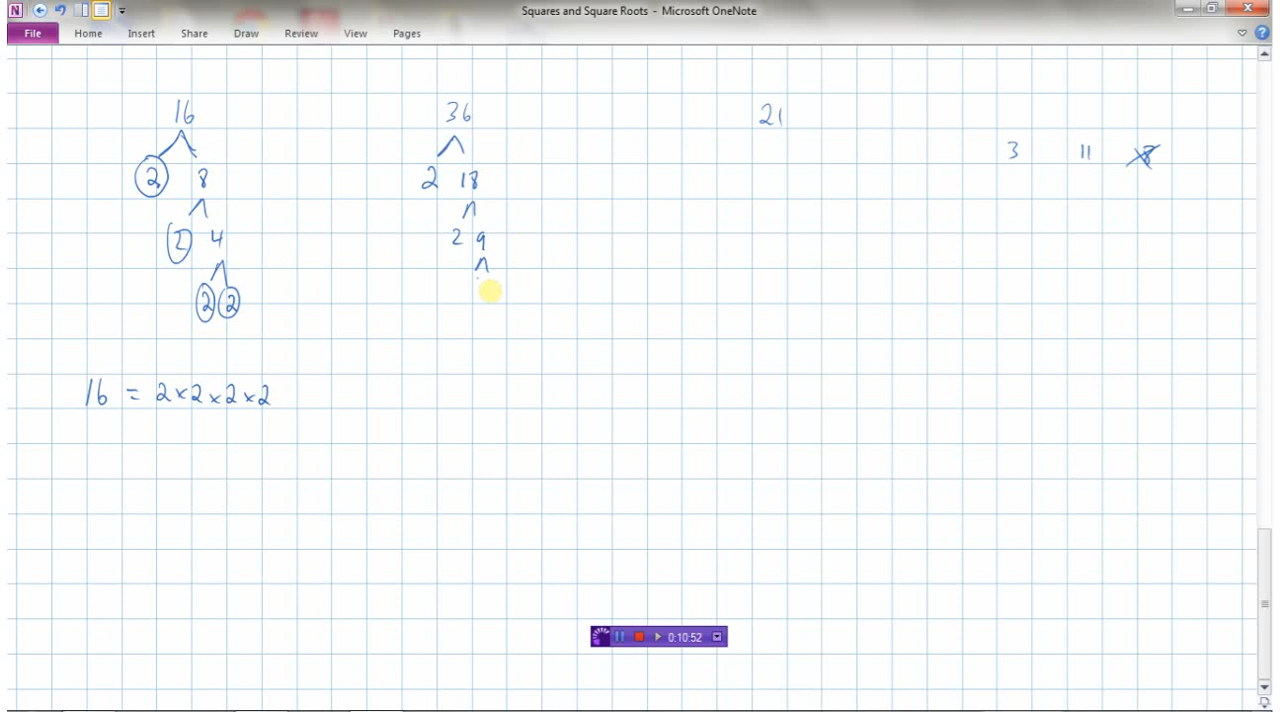 Squares and Square Roots - Microsoft OneNote
File Home Insert Share Draw Review View Pages
16 36 21
3 11 8
2 8 2 18
2 4 2 9
2 2
16 = 2 × 2 × 2 × 2
0:10:52